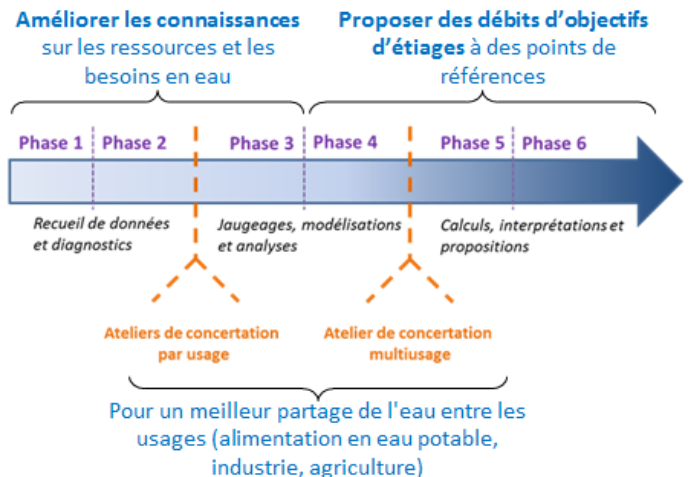 Améliorer les connaissances
sur les ressources et les
besoins en eau
Proposer des débits d’objectifs
d’étiages à des points de
références
Phase 1
Phase 2
Phase 3
Phase 4
Phase 5
Phase 6
Recueil de données
et diagnostics
Jaugeages, modélisations
et analyses
Calculs, interprétations et
propositions
Ateliers de concertation
par usage
Atelier de concertation
multiusage
Pour un meilleur partage de l'eau entre les
usages (alimentation en eau potable,
industrie, agriculture)